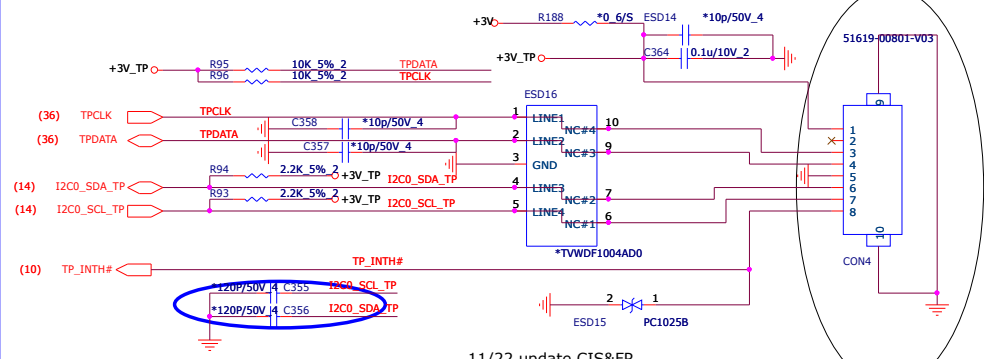 +3V R188 *0_6/S ESD14 *10p/50V_4
51619-00801-V03
+3V_TP C364 0.1u/10V_2
+3V_TP R95 10K_5%_2 TPDATA
R96 10K_5%_2 TPCLK
ESD16
9
(36) TPCLK TPCLK 1 LINE1
C358 *10p/50V_4 NC#4 10 1
(36) TPDATA TPDATA 2 LINE2 2
C357 *10p/50V_4 NC#3 9 3
3 GND 4
R94 2.2K_5%_2 +3V_TP 5
(14) I2C0_SDA_TP I2C0_SDA_TP 4 LINE3 6
R93 2.2K_5%_2 +3V_TP NC#2 7 7
(14) I2C0_SCL_TP I2C0_SCL_TP 5 LINE4 8
NC#1 6
10
*TVWDF1004AD0
CON4
(10) TP_INTH# TP_INTH#
*120P/50V_4 C355 I2C0_SCL_TP
2 1
*120P/50V_4 C356 I2C0_SDA_TP
ESD15 PC1025B
11/22 update CIS&FP